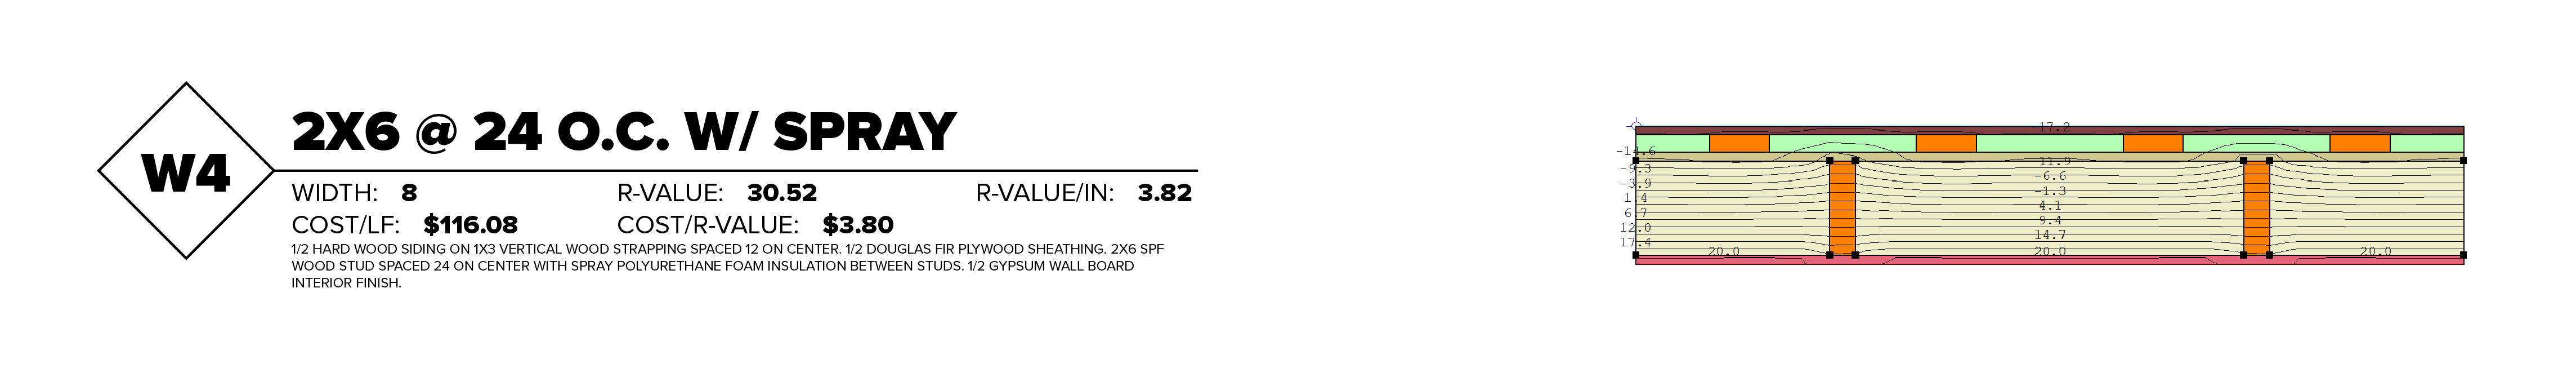 W4
2X6 @ 24 O.C. W/ SPRAY
WIDTH: 8 R-VALUE: 30.52 R-VALUE/IN: 3.82
COST/LF: $116.08 COST/R-VALUE: $3.80
1/2 HARD WOOD SIDING ON 1X3 VERTICAL WOOD STRAPPING SPACED 12 ON CENTER. 1/2 DOUGLAS FIR PLYWOOD SHEATHING. 2X6 SPF
WOOD STUD SPACED 24 ON CENTER WITH SPRAY POLYURETHANE FOAM INSULATION BETWEEN STUDS. 1/2 GYPSUM WALL BOARD
INTERIOR FINISH.
-17.2
-14.6
-11.9
-9.3
-6.6
-3.9
-1.3
1.4
4.1
6.7
9.4
12.0
14.7
17.4
20.0 20.0 20.0